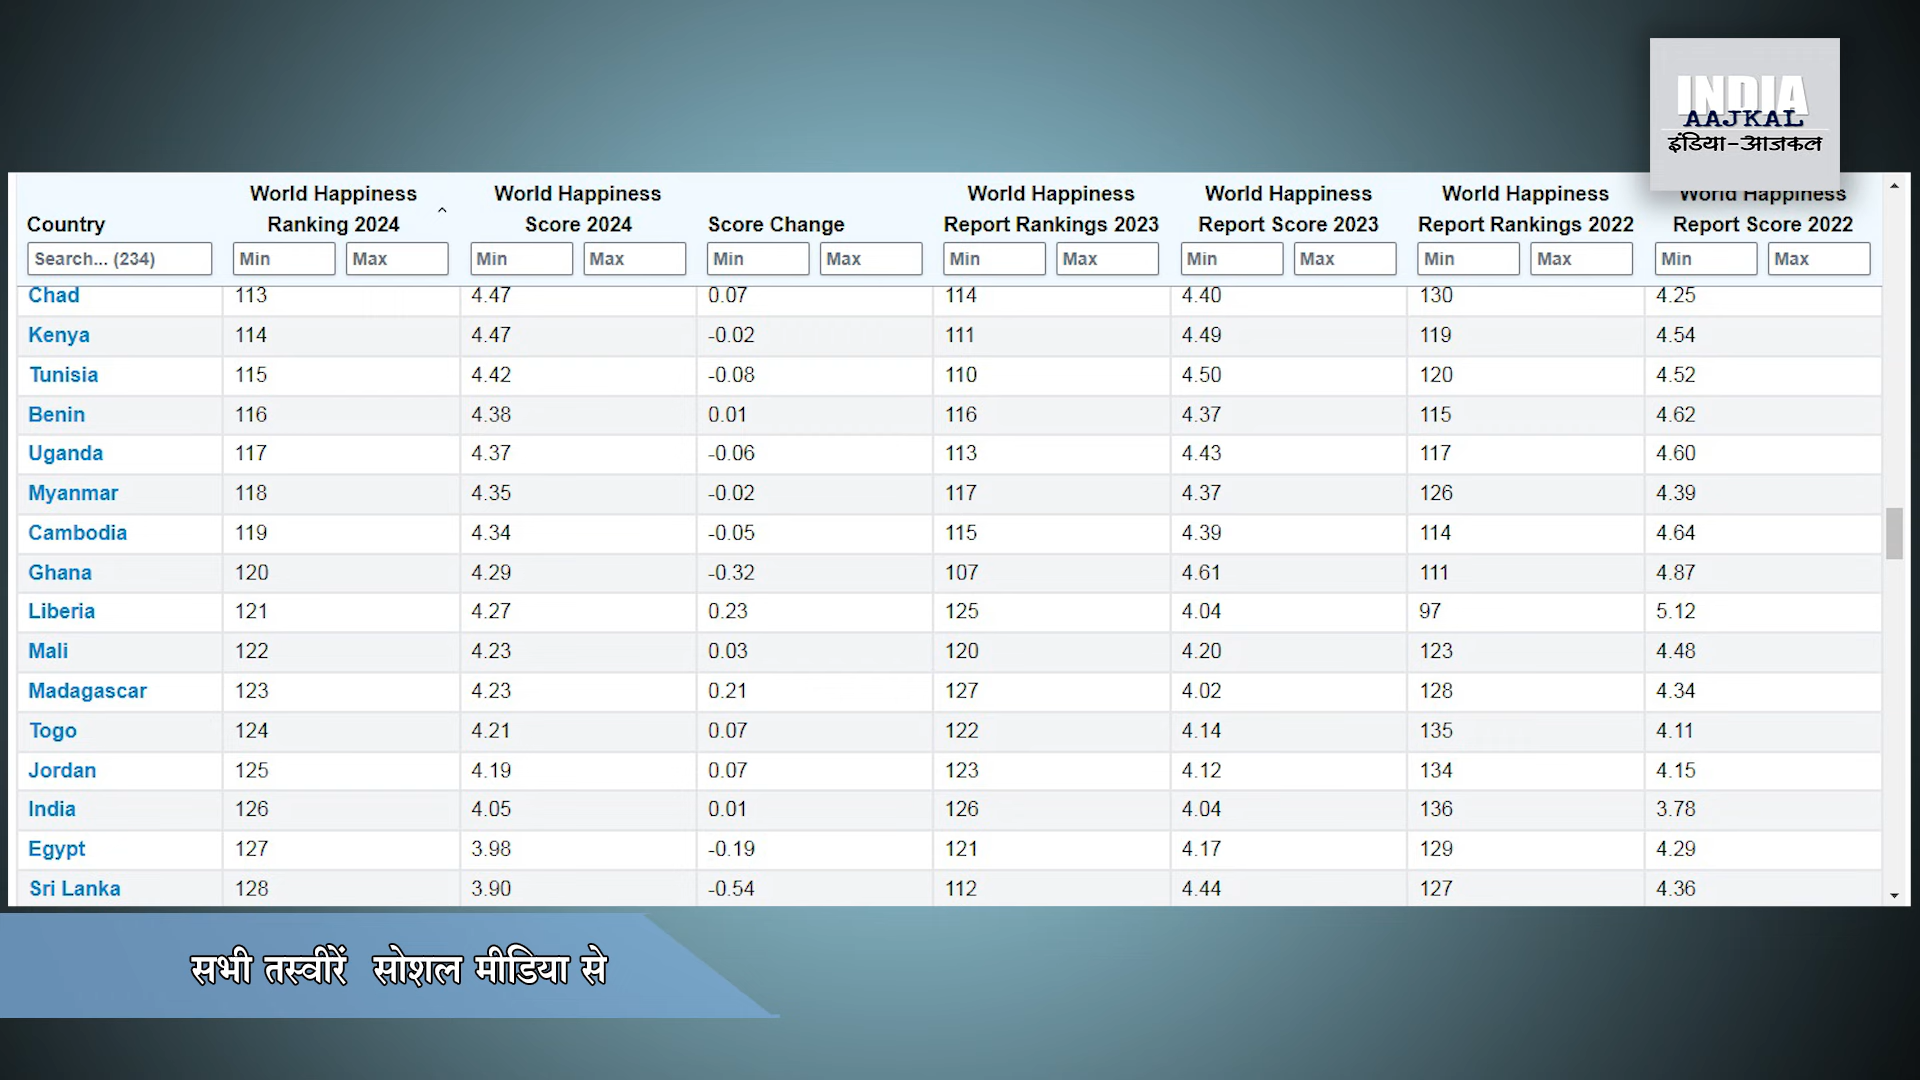 INDIA
AAJKAL
इंडिया-आजकल
World Happiness World Happiness World Happiness World Happiness World Happiness World Happiness
Country Ranking 2024 Score 2024 Score Change Report Rankings 2023 Report Score 2023 Report Rankings 2022 Report Score 2022
Search... (234) Min Max Min Max Min Max Min Max Min Max Min Max Min Max
Chad 113 4.47 0.07 114 4.40 130 4.25
Kenya 114 4.47 -0.02 111 4.49 119 4.54
Tunisia 115 4.42 -0.08 110 4.50 120 4.52
Benin 116 4.38 0.01 116 4.37 115 4.62
Uganda 117 4.37 -0.06 113 4.43 117 4.60
Myanmar 118 4.35 -0.02 117 4.37 126 4.39
Cambodia 119 4.34 -0.05 115 4.39 114 4.64
Ghana 120 4.29 -0.32 107 4.61 111 4.87
Liberia 121 4.27 0.23 125 4.04 97 5.12
Mali 122 4.23 0.03 120 4.20 123 4.48
Madagascar 123 4.23 0.21 127 4.02 128 4.34
Togo 124 4.21 0.07 122 4.14 135 4.11
Jordan 125 4.19 0.07 123 4.12 134 4.15
India 126 4.05 0.01 126 4.04 136 3.78
Egypt 127 3.98 -0.19 121 4.17 129 4.29
Sri Lanka 128 3.90 -0.54 112 4.44 127 4.36
सभी तस्वीरें सोशल मीडिया से